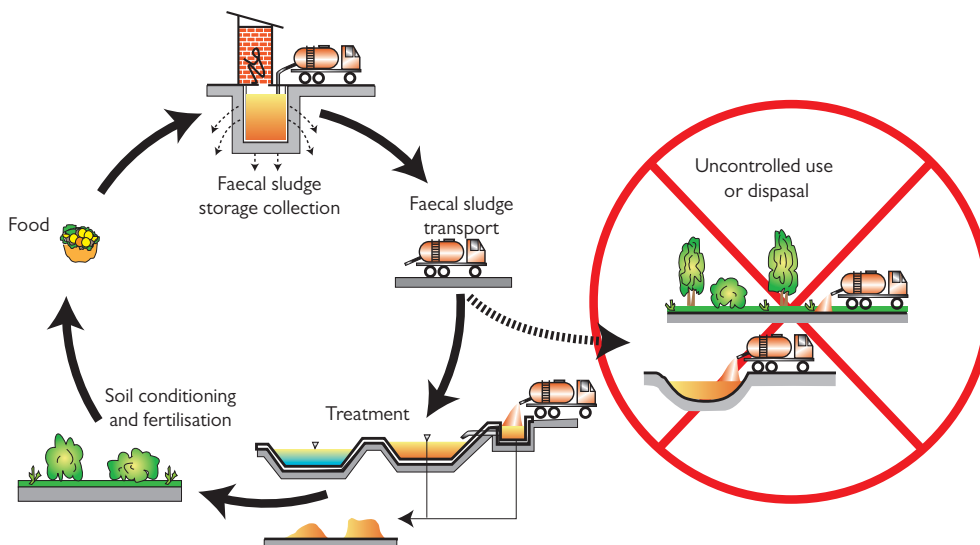 Faecal sludge
storage collection
Faecal sludge
transport
Uncontrolled use
or dispasal
Food
Soil conditioning
and fertilisation
Treatment